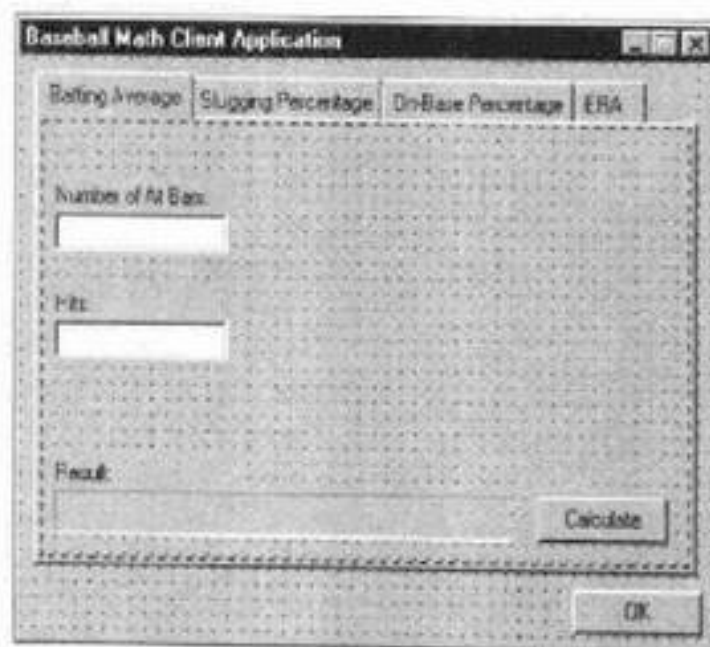 Baseball Math Client Application
Batting Average Slugging Percentage On-Base Percentage ERA
Number of At Bats:
Hits:
Result:
Calculate
OK